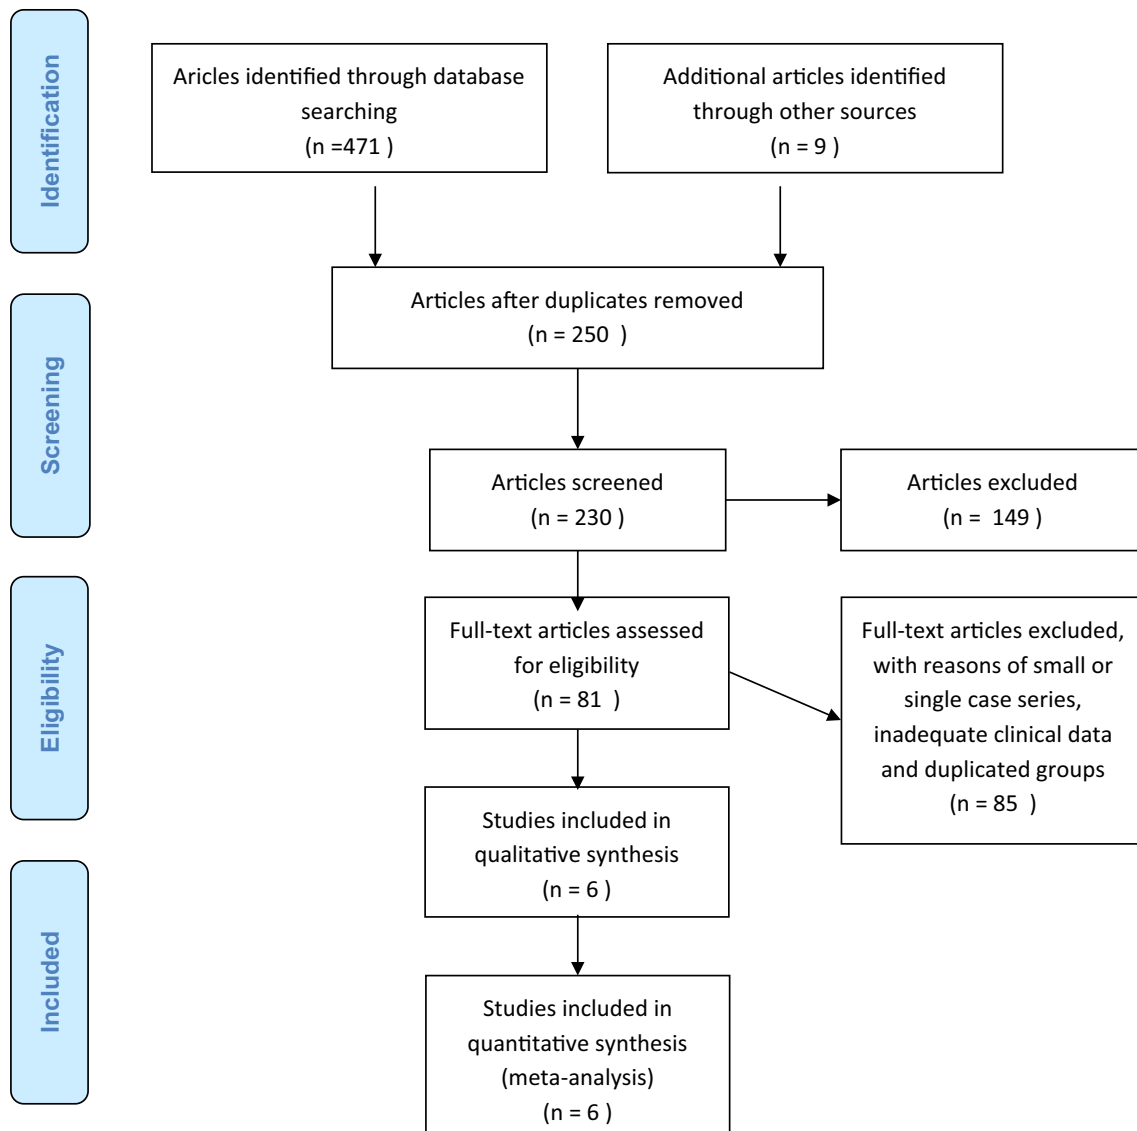 Identification
Aricles identified through database
searching
(n =471 )
Additional articles identified
through other sources
(n = 9 )
Screening
Articles after duplicates removed
(n = 250  )
Articles screened
(n = 230 )
Articles excluded
(n =  149 )
Eligibility
Full-text articles assessed
for eligibility
(n = 81  )
Full-text articles excluded,
with reasons of small or
single case series,
inadequate clinical data
and duplicated groups
(n = 85  )
Studies included in
qualitative synthesis
(n = 6 )
Included
Studies included in
quantitative synthesis
(meta-analysis)
(n = 6 )